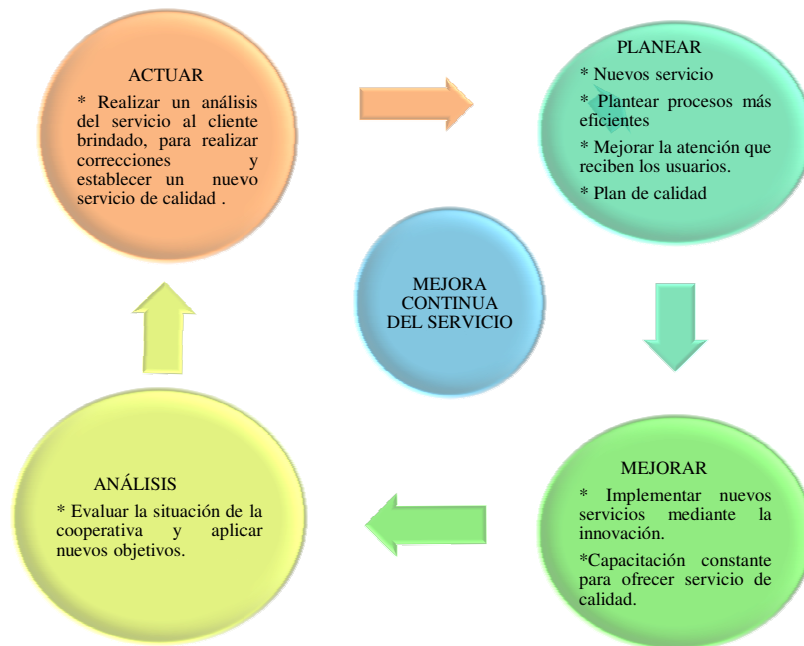 ACTUAR
* Realizar un análisis
del servicio al cliente
brindado, para realizar
correcciones y
establecer un nuevo
servicio de calidad .
PLANEAR
* Nuevos servicio
* Plantear procesos más
eficientes
* Mejorar la atención que
reciben los usuarios.
* Plan de calidad
MEJORA
CONTINUA
DEL SERVICIO
ANÁLISIS
* Evaluar la situación de la
cooperativa y aplicar
nuevos objetivos.
MEJORAR
* Implementar nuevos
servicios mediante la
innovación.
*Capacitación constante
para ofrecer servicio de
calidad.